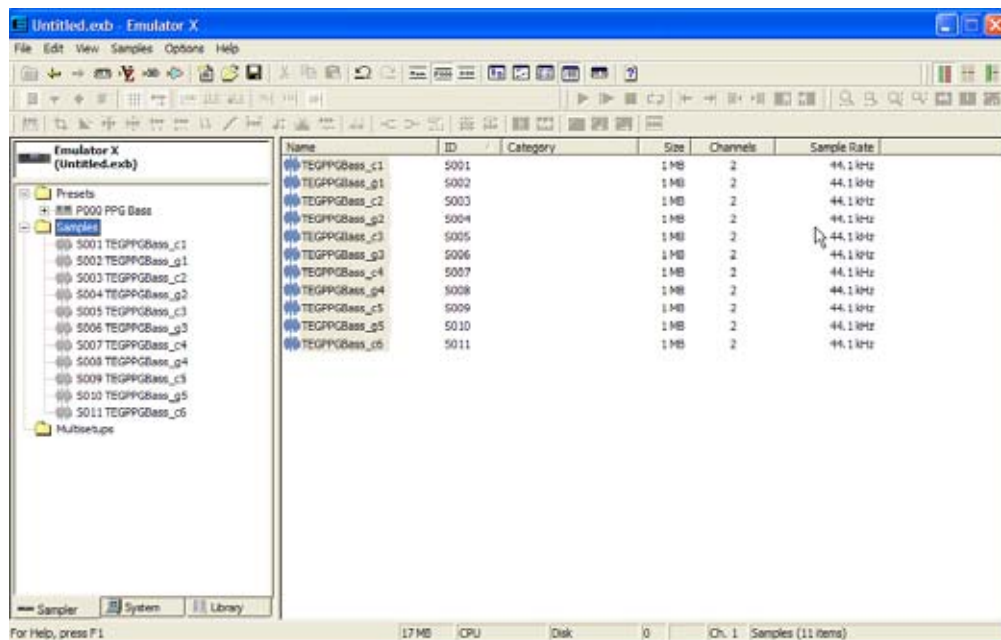 Untitled.exb - Emulator X
File Edit View Samples Options Help
Emulator X
(Untitled.exb)
Presets
P000 PPG Bass
Samples
S001 TEGPPGBass_c1
S002 TEGPPGBass_g1
S003 TEGPPGBass_c2
S004 TEGPPGBass_g2
S005 TEGPPGBass_c3
S006 TEGPPGBass_g3
S007 TEGPPGBass_c4
S008 TEGPPGBass_g4
S009 TEGPPGBass_c5
S010 TEGPPGBass_g5
S011 TEGPPGBass_c6
Multisetups
Name ID Category Size Channels Sample Rate
TEGPPGBass_c1 S001 1 MB 2 44.1 kHz
TEGPPGBass_g1 S002 1 MB 2 44.1 kHz
TEGPPGBass_c2 S003 1 MB 2 44.1 kHz
TEGPPGBass_g2 S004 1 MB 2 44.1 kHz
TEGPPGBass_c3 S005 1 MB 2 44.1 kHz
TEGPPGBass_g3 S006 1 MB 2 44.1 kHz
TEGPPGBass_c4 S007 1 MB 2 44.1 kHz
TEGPPGBass_g4 S008 1 MB 2 44.1 kHz
TEGPPGBass_c5 S009 1 MB 2 44.1 kHz
TEGPPGBass_g5 S010 1 MB 2 44.1 kHz
TEGPPGBass_c6 S011 1 MB 2 44.1 kHz
Sampler System Library
For Help, press F1 17 MB CPU Disk 0 Ch. 1 Samples (11 items)